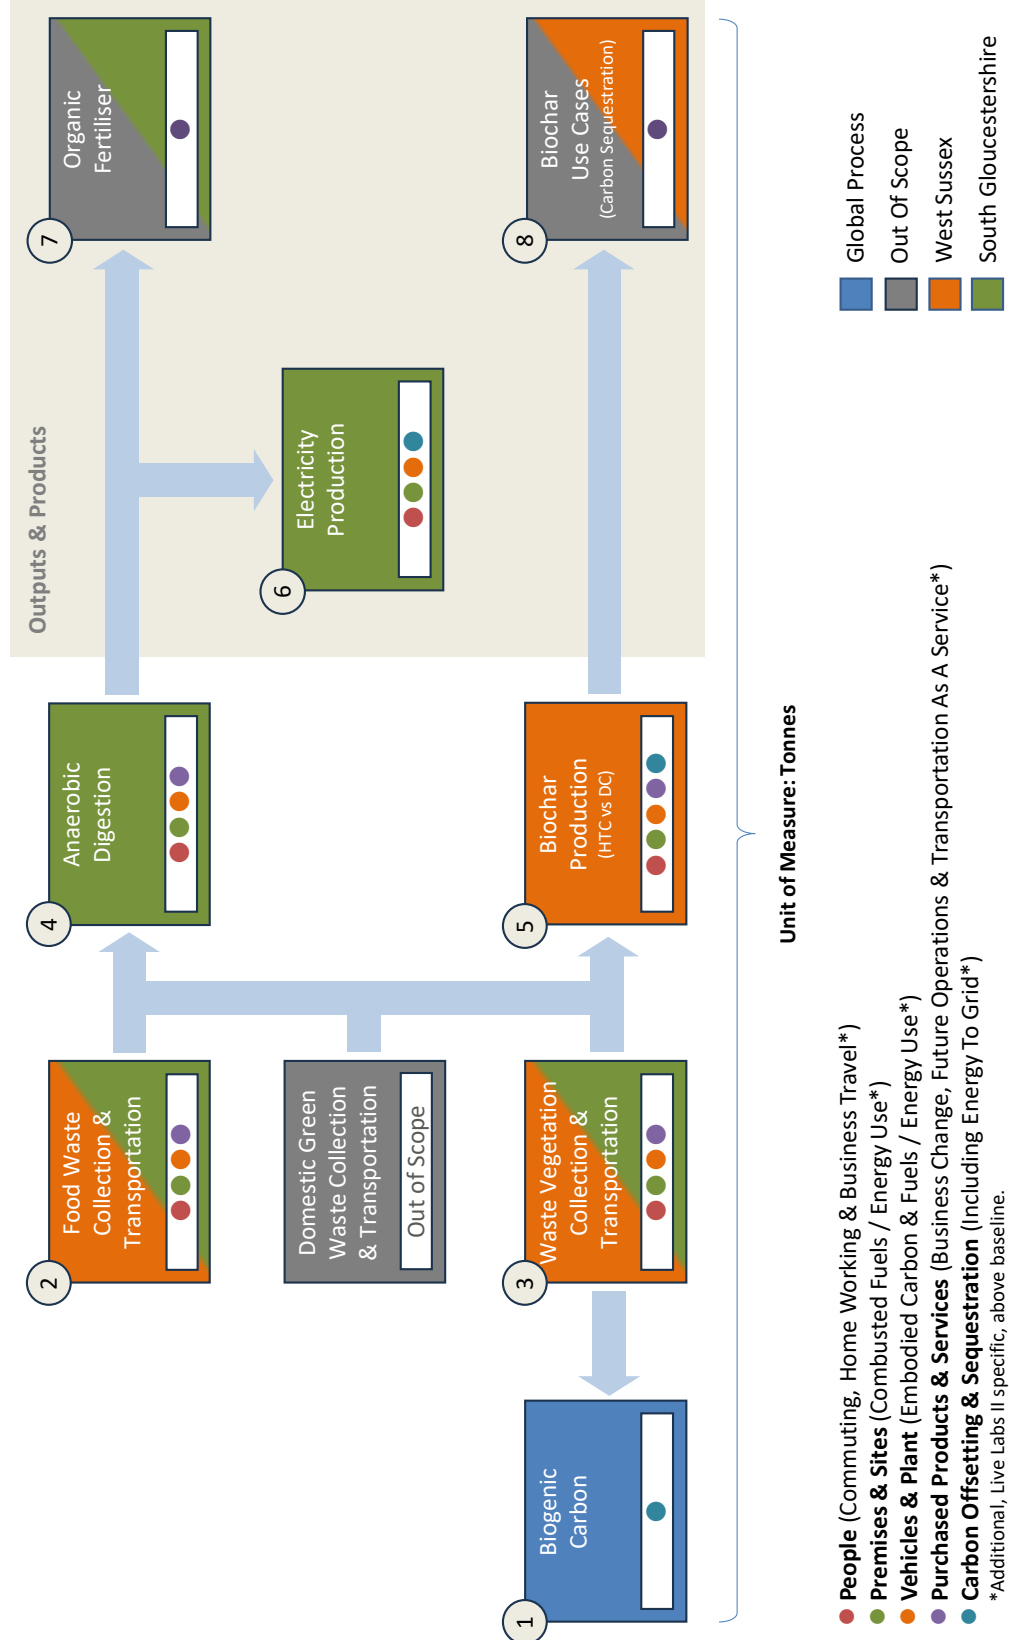 Outputs & Products
2
Food Waste
Collection &
Transportation
4
Anaerobic
Digestion
7
Organic
Fertiliser
Domestic Green
Waste Collection
& Transportation
Out of Scope
6
Electricity
Production
1
Biogenic
Carbon
3
Waste Vegetation
Collection &
Transportation
5
Biochar
Production
(HTC vs DC)
8
Biochar
Use Cases
(Carbon Sequestration)
Unit of Measure: Tonnes
People (Commuting, Home Working & Business Travel*)
Premises & Sites (Combusted Fuels / Energy Use*)
Vehicles & Plant (Embodied Carbon & Fuels / Energy Use*)
Purchased Products & Services (Business Change, Future Operations & Transportation As A Service*)
Carbon Offsetting & Sequestration (Including Energy To Grid*)
*Additional, Live Labs II specific, above baseline.
Global Process
Out Of Scope
West Sussex
South Gloucestershire